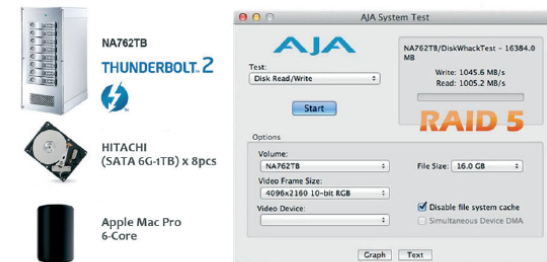 NA762TB
THUNDERBOLT 2
HITACHI
(SATA 6G-1TB) x 8pcs
Apple Mac Pro
6-Core
AJA System Test
AJA
Test:
Disk Read/Write
Start
NA762TB/DiskWhackTest - 16384.0
MB
Write: 1045.6 MB/s
Read: 1005.2 MB/s
RAID 5
Options
Volume:
NA762TB
File Size: 16.0 GB
Video Frame Size:
4096x2160 10-bit RGB
Video Device:
Disable file system cache
Simultaneous Device DMA
Graph
Text